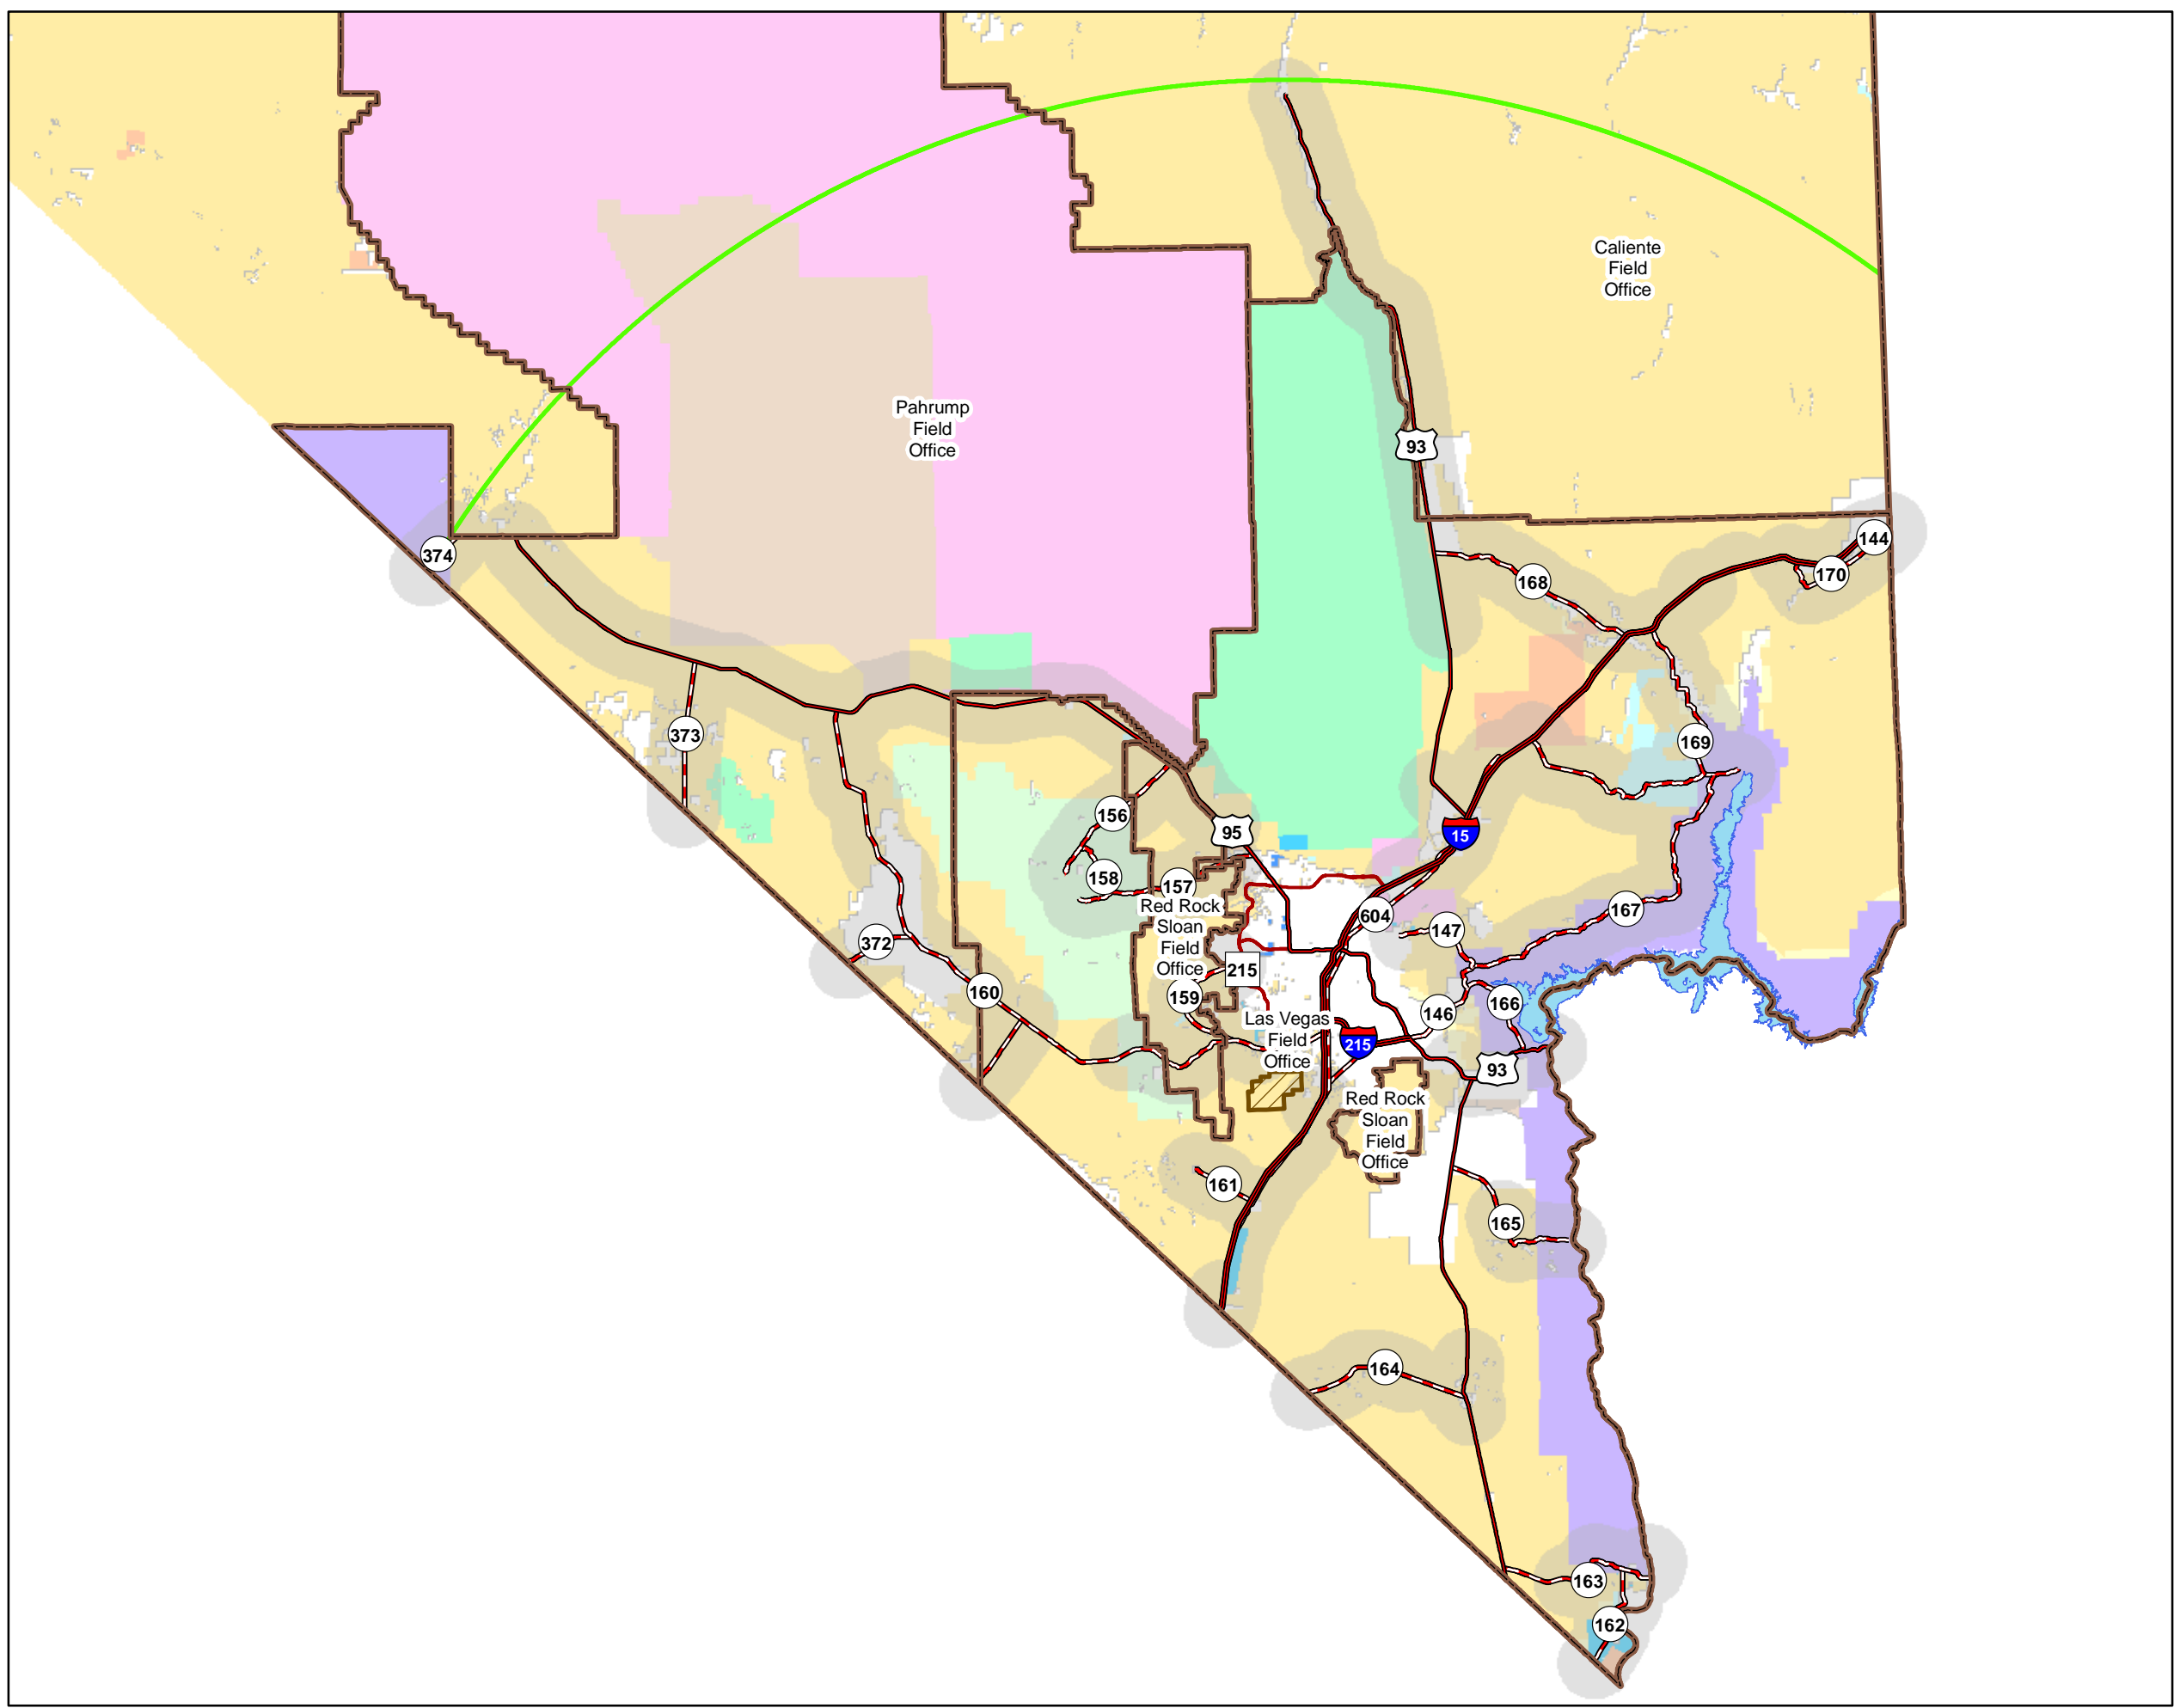 Caliente
Field
Office
Pahrump
Field
Office
93
374
144
168
170
373
169
156
95
15
158
157
Red Rock
Sloan
Field
Office
604
167
147
372
215
160
159
166
146
Las Vegas
Field
Office
215
93
Red Rock
Sloan
Field
Office
161
165
164
163
162